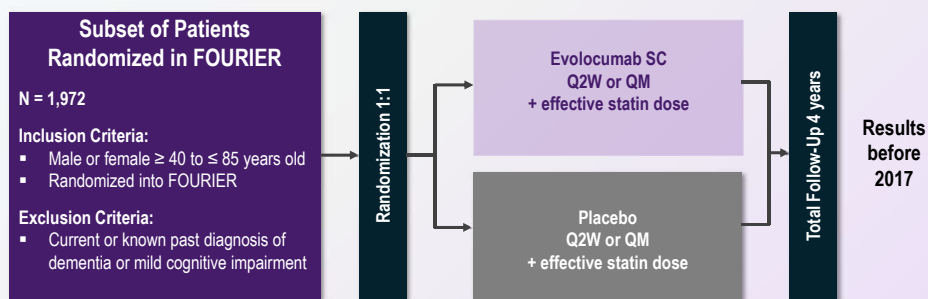 Subset of Patients
Randomized in FOURIER
N = 1,972
Inclusion Criteria:
▪ Male or female ≥ 40 to ≤ 85 years old
▪ Randomized into FOURIER
Exclusion Criteria:
▪ Current or known past diagnosis of
dementia or mild cognitive impairment
Randomization 1:1
Evolocumab SC
Q2W or QM
+ effective statin dose
Placebo
Q2W or QM
+ effective statin dose
Total Follow-Up 4 years
Results
before
2017